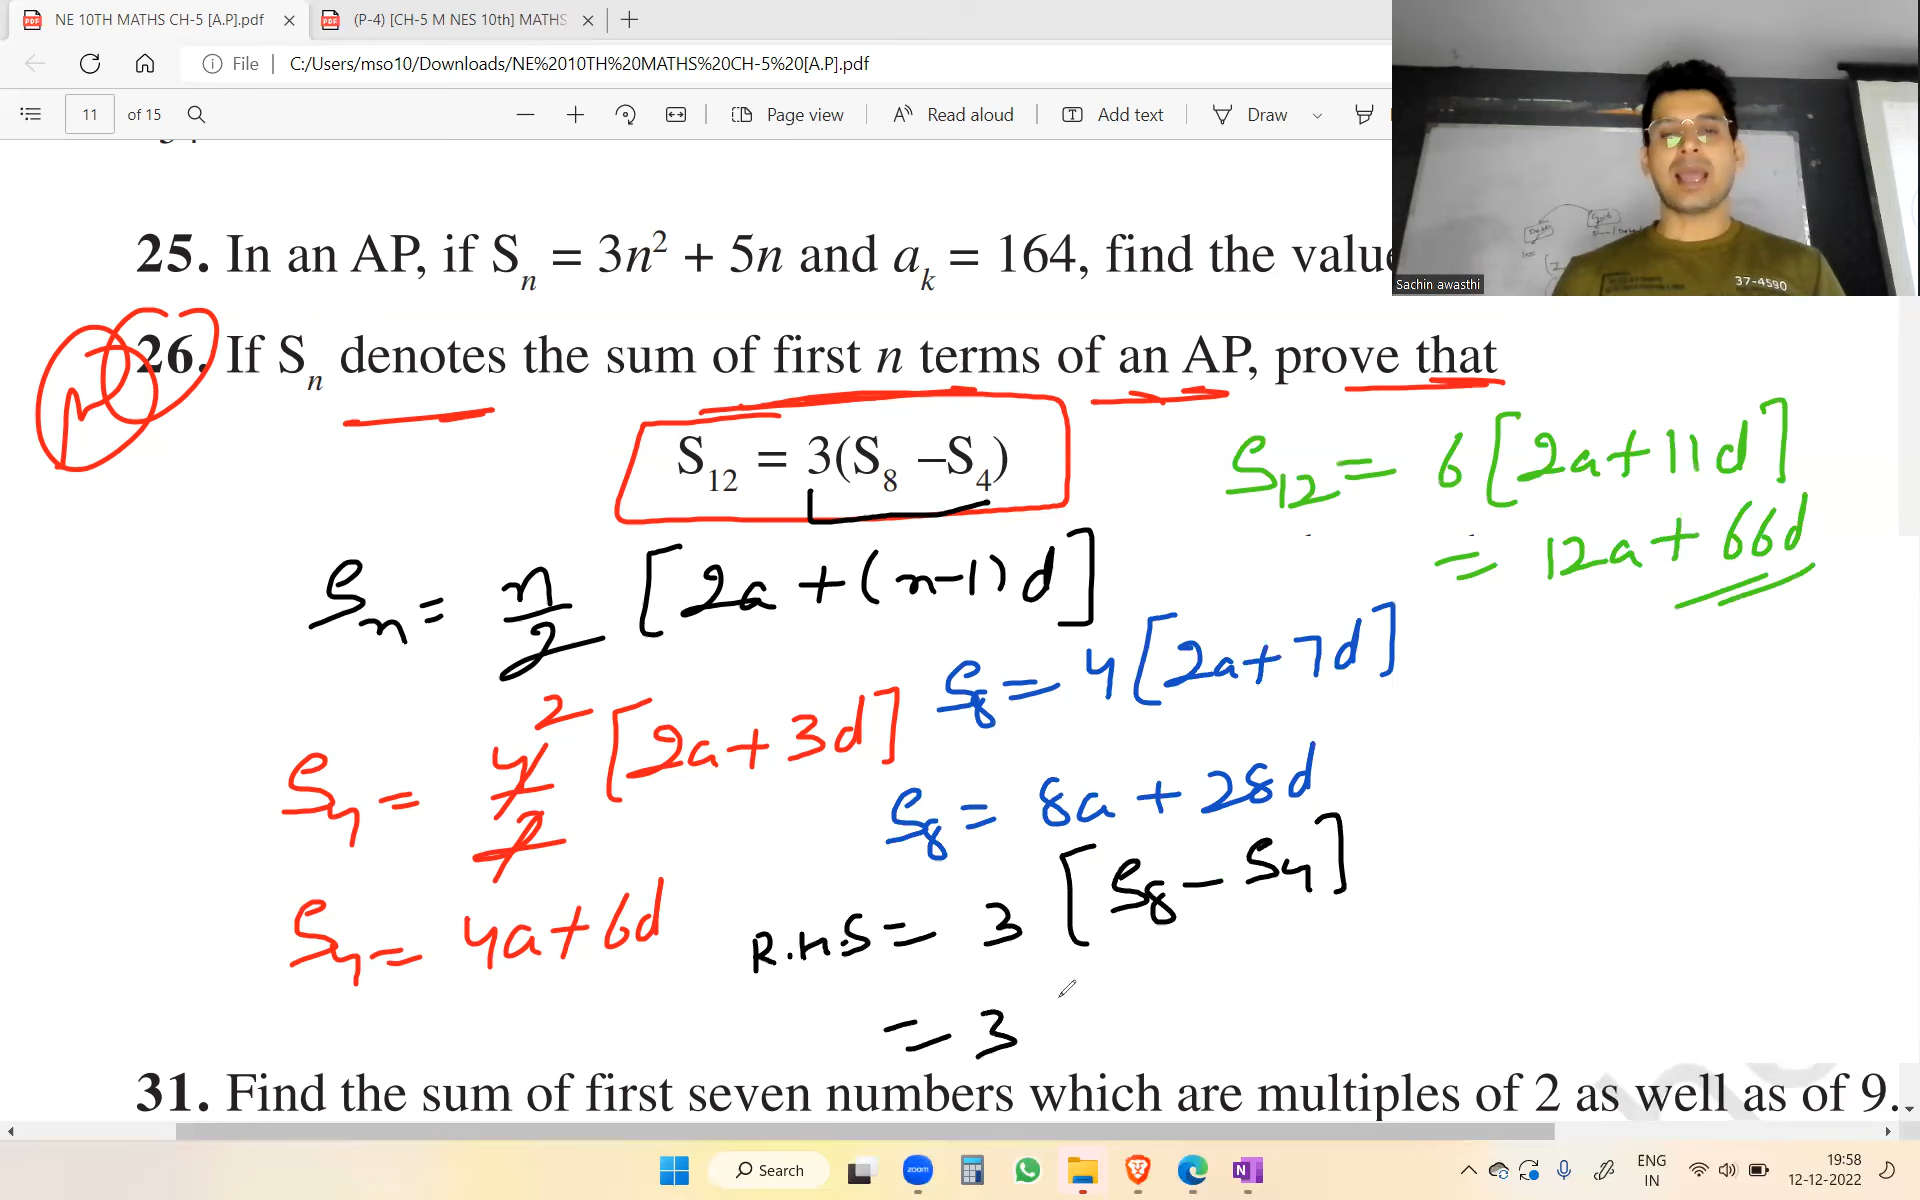 NE 10TH MATHS CH-5 [A.P].pdf
(P-4) [CH-5 M NES 10th] MATHS
File
C:/Users/mso10/Downloads/NE%2010TH%20MATHS%20CH-5%20[A.P].pdf
11 of 15
Page view
Read aloud
Add text
Draw
37-4590
Sachin awasthi
25. In an AP, if Sₙ = 3n² + 5n and aₖ = 164, find the value
26. If Sₙ denotes the sum of first n terms of an AP, prove that
S₁₂ = 3(S₈ –S₄)
S₁₂ = 6[2a+11d]
= 12a+66d
Sₙ = n/2 [2a+(n-1)d]
S₈ = 4[2a+7d]
S₄ = 4/2 2 [2a+3d]
S₈ = 8a+28d
S₄ = 4a+6d
R.H.S = 3 [S₈ - S₄]
= 3
31. Find the sum of first seven numbers which are multiples of 2 as well as of 9.
Search
zoom
ENG
IN
19:58
12-12-2022